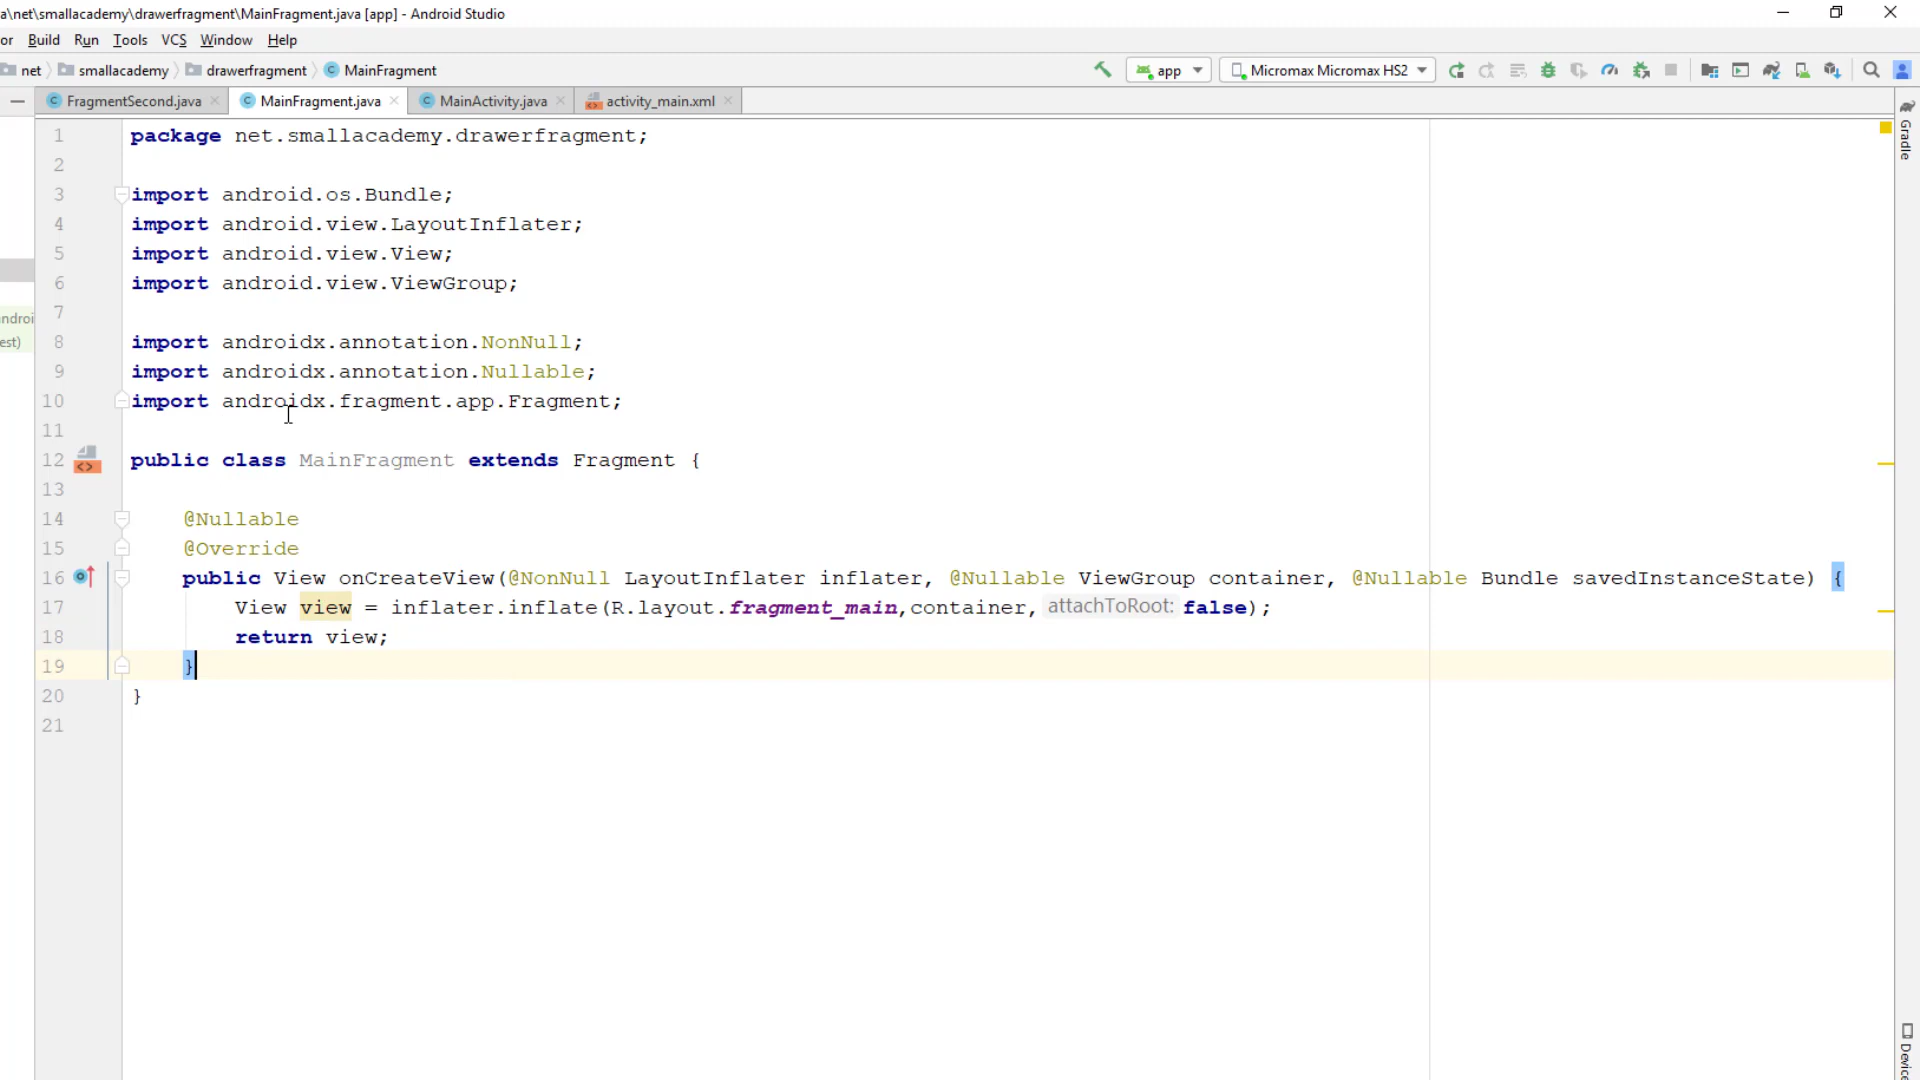 a\net\smallacademy\drawerfragment\MainFragment.java [app] - Android Studio
or Build Run Tools VCS Window Help
net smallacademy drawerfragment MainFragment app Micromax Micromax HS2
FragmentSecond.java MainFragment.java MainActivity.java activity_main.xml
Gradle
ndroi
est)
1 package net.smallacademy.drawerfragment;
2
3 import android.os.Bundle;
4 import android.view.LayoutInflater;
5 import android.view.View;
6 import android.view.ViewGroup;
7
8 import androidx.annotation.NonNull;
9 import androidx.annotation.Nullable;
10 import androidx.fragment.app.Fragment;
11
12 public class MainFragment extends Fragment {
13
14 @Nullable
15 @Override
16 public View onCreateView(@NonNull LayoutInflater inflater, @Nullable ViewGroup container, @Nullable Bundle savedInstanceState) {
17 View view = inflater.inflate(R.layout.fragment_main,container, attachToRoot: false);
18 return view;
19 }
20 }
21
Device